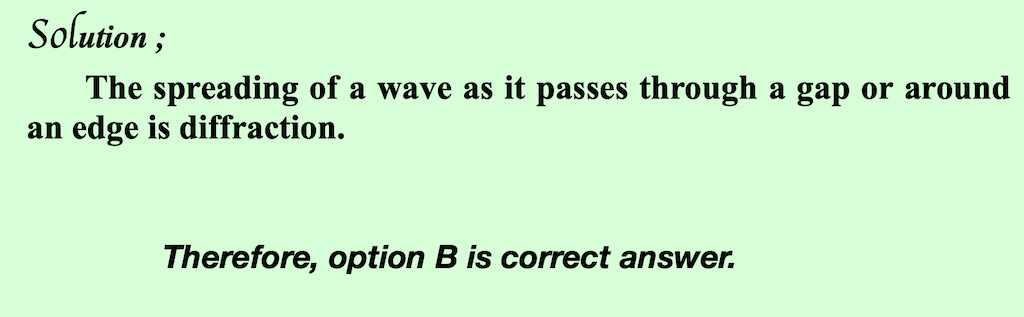 Solution ;
The spreading of a wave as it passes through a gap or around
an edge is diffraction.
Therefore, option B is correct answer.